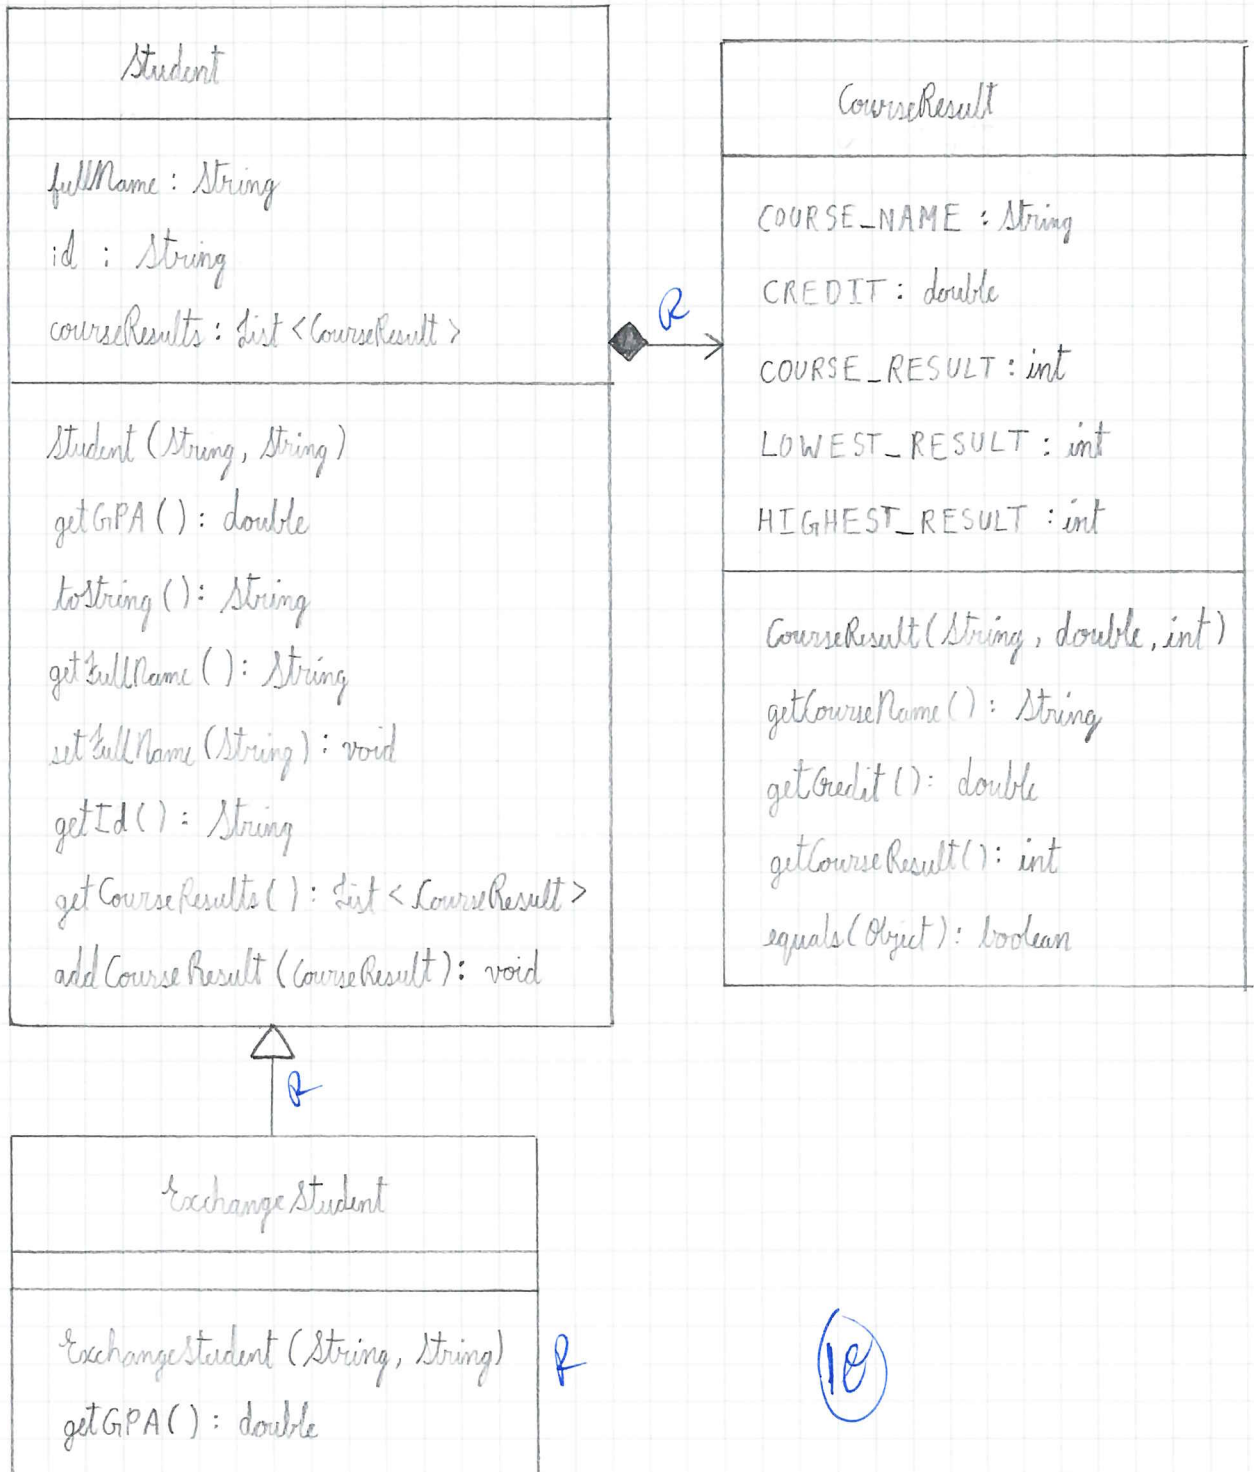 Student
fullName : String
id : String
courseResults : List <CourseResult>
Student (String, String)
getGPA () : double
toString () : String
getFullName () : String
setFullName (String) : void
getId () : String
getCourseResults () : List < CourseResult >
addCourseResult (CourseResult) : void
R
CourseResult
COURSE_NAME : String
CREDIT : double
COURSE_RESULT : int
LOWEST_RESULT : int
HIGHEST_RESULT : int
CourseResult (String, double, int)
getCourseName () : String
getCredit () : double
getCourseResult () : int
equals (Object) : boolean
R
ExchangeStudent
ExchangeStudent (String, String)
getGPA () : double
R
10